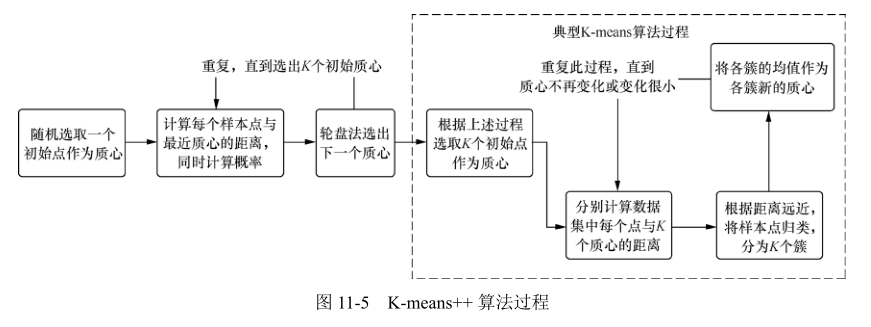 典型K-means算法过程
重复，直到选出K个初始质心
重复此过程，直到
质心不再变化或变化很小
将各簇的均值作为
各簇新的质心
随机选取一个
初始点作为质心
计算每个样本点与
最近质心的距离，
同时计算概率
轮盘法选出
下一个质心
根据上述过程
选取K个初始点
作为质心
分别计算数据
集中每个点与K
个质心的距离
根据距离远近，
将样本点归类，
分为K个簇
图 11-5 K-means++ 算法过程